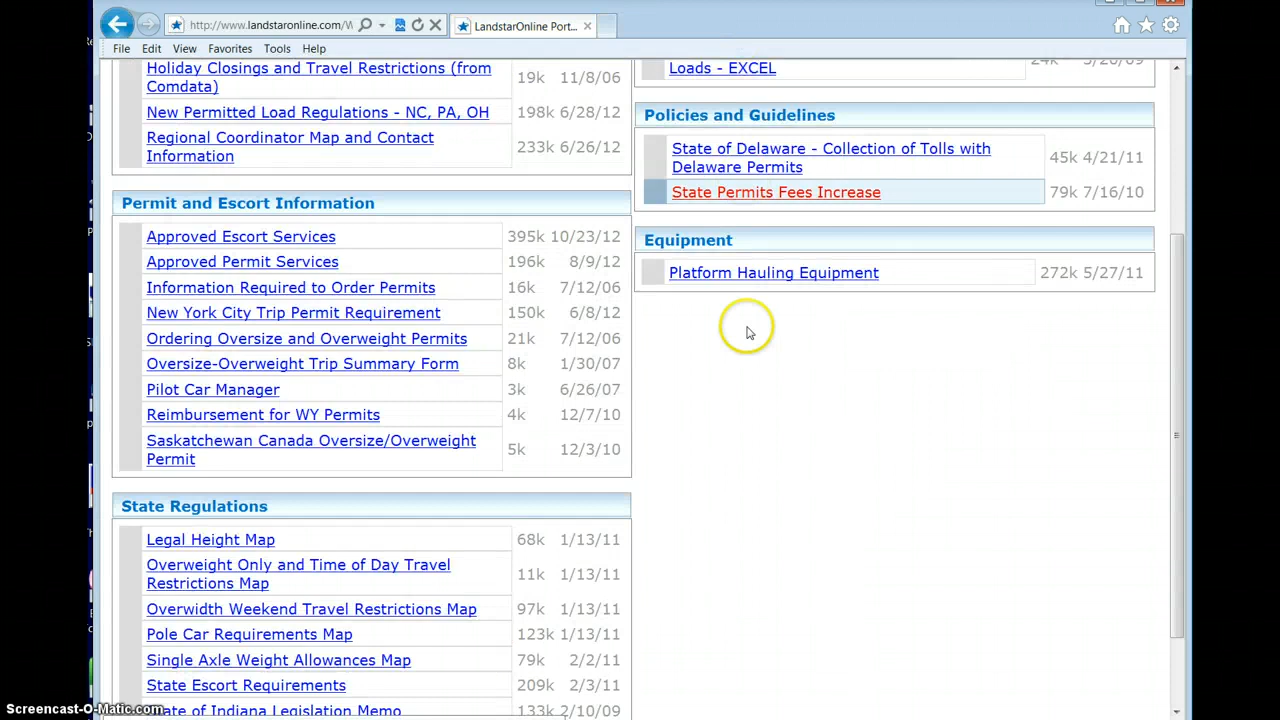 http://www.landstaronline.com/W
LandstarOnline Port...
File Edit View Favorites Tools Help
Holiday Closings and Travel Restrictions (from
Comdata)
19k 11/8/06
New Permitted Load Regulations - NC, PA, OH 198k 6/28/12
Regional Coordinator Map and Contact
Information
233k 6/26/12
Permit and Escort Information
Approved Escort Services 395k 10/23/12
Approved Permit Services 196k 8/9/12
Information Required to Order Permits 16k 7/12/06
New York City Trip Permit Requirement 150k 6/8/12
Ordering Oversize and Overweight Permits 21k 7/12/06
Oversize-Overweight Trip Summary Form 8k 1/30/07
Pilot Car Manager 3k 6/26/07
Reimbursement for WY Permits 4k 12/7/10
Saskatchewan Canada Oversize/Overweight
Permit
5k 12/3/10
State Regulations
Legal Height Map 68k 1/13/11
Overweight Only and Time of Day Travel
Restrictions Map
11k 1/13/11
Overwidth Weekend Travel Restrictions Map 97k 1/13/11
Pole Car Requirements Map 123k 1/13/11
Single Axle Weight Allowances Map 79k 2/2/11
State Escort Requirements 209k 2/3/11
State of Indiana Legislation Memo 133k 2/10/09
Loads - EXCEL 24k 3/20/09
Policies and Guidelines
State of Delaware - Collection of Tolls with
Delaware Permits
45k 4/21/11
State Permits Fees Increase 79k 7/16/10
Equipment
Platform Hauling Equipment 272k 5/27/11
Screencast-O-Matic.com